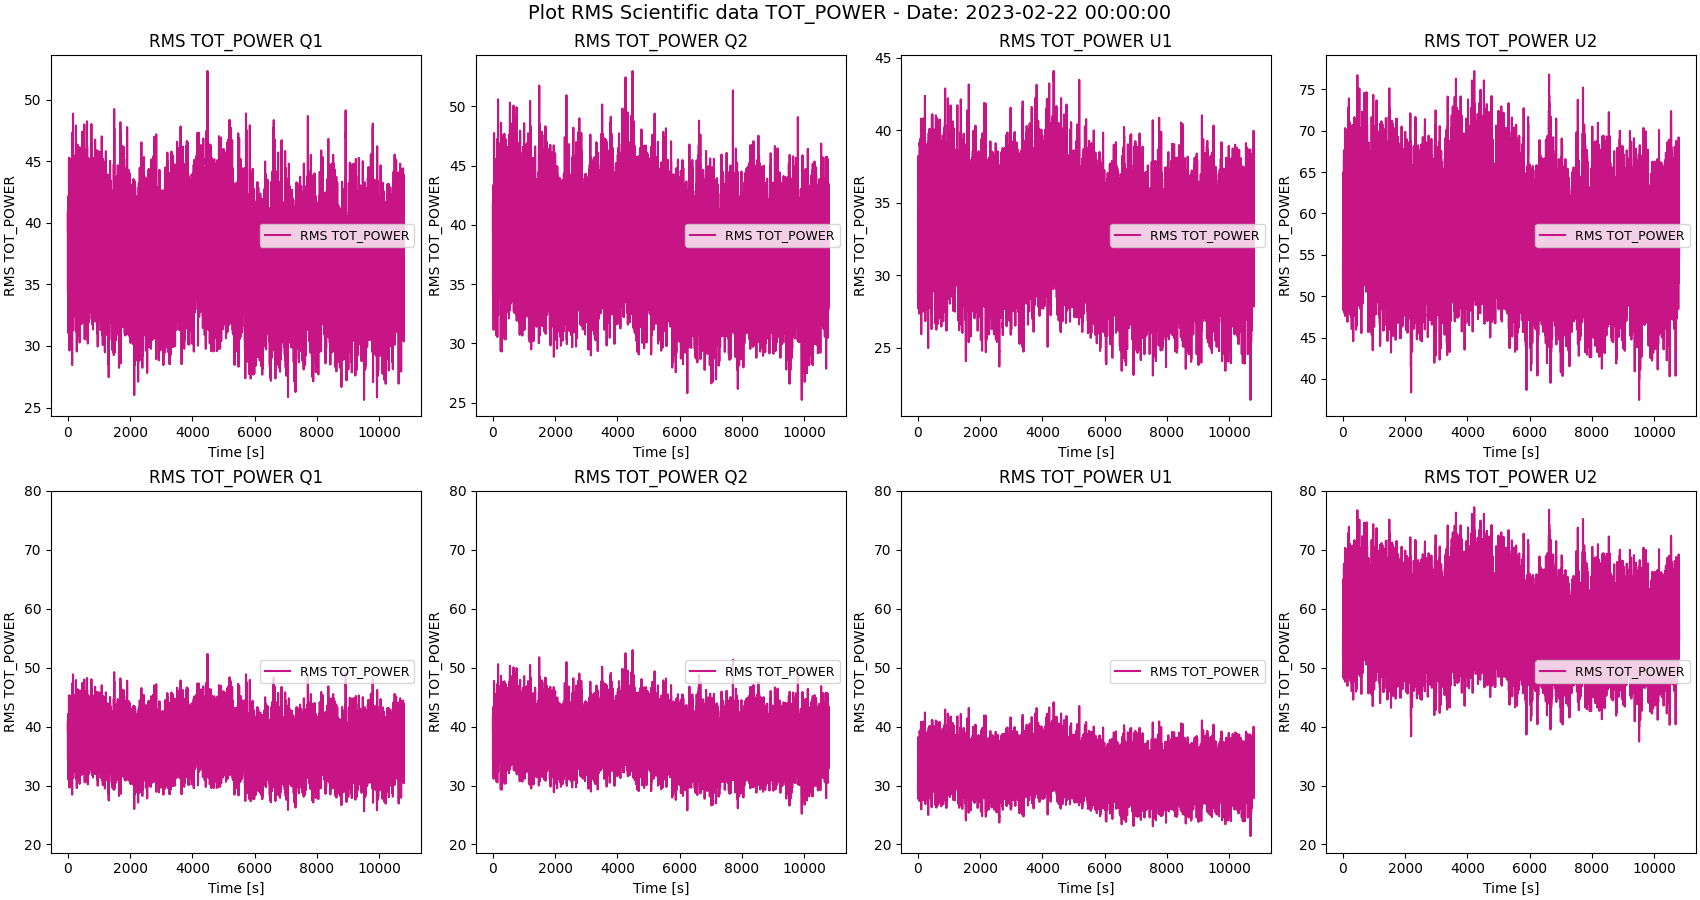 Plot RMS Scientific data TOT_POWER - Date: 2023-02-22 00:00:00
RMS TOT_POWER Q1
RMS TOT_POWER
50
45
40
35
30
25
RMS TOT_POWER
0 2000 4000 6000 8000 10000
Time [s]
RMS TOT_POWER Q2
RMS TOT_POWER
50
45
40
35
30
25
RMS TOT_POWER
0 2000 4000 6000 8000 10000
Time [s]
RMS TOT_POWER U1
RMS TOT_POWER
45
40
35
30
25
RMS TOT_POWER
0 2000 4000 6000 8000 10000
Time [s]
RMS TOT_POWER U2
RMS TOT_POWER
75
70
65
60
55
50
45
40
RMS TOT_POWER
0 2000 4000 6000 8000 10000
Time [s]
RMS TOT_POWER Q1
RMS TOT_POWER
80
70
60
50
40
30
20
RMS TOT_POWER
0 2000 4000 6000 8000 10000
Time [s]
RMS TOT_POWER Q2
RMS TOT_POWER
80
70
60
50
40
30
20
RMS TOT_POWER
0 2000 4000 6000 8000 10000
Time [s]
RMS TOT_POWER U1
RMS TOT_POWER
80
70
60
50
40
30
20
RMS TOT_POWER
0 2000 4000 6000 8000 10000
Time [s]
RMS TOT_POWER U2
RMS TOT_POWER
80
70
60
50
40
30
20
RMS TOT_POWER
0 2000 4000 6000 8000 10000
Time [s]